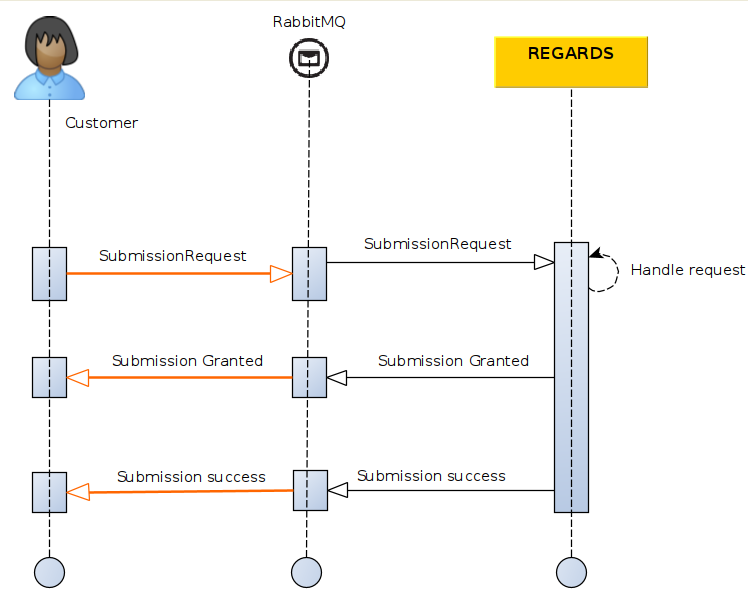 RabbitMQ
REGARDS
Customer
SubmissionRequest
SubmissionRequest
Handle request
Submission Granted
Submission Granted
Submission success
Submission success